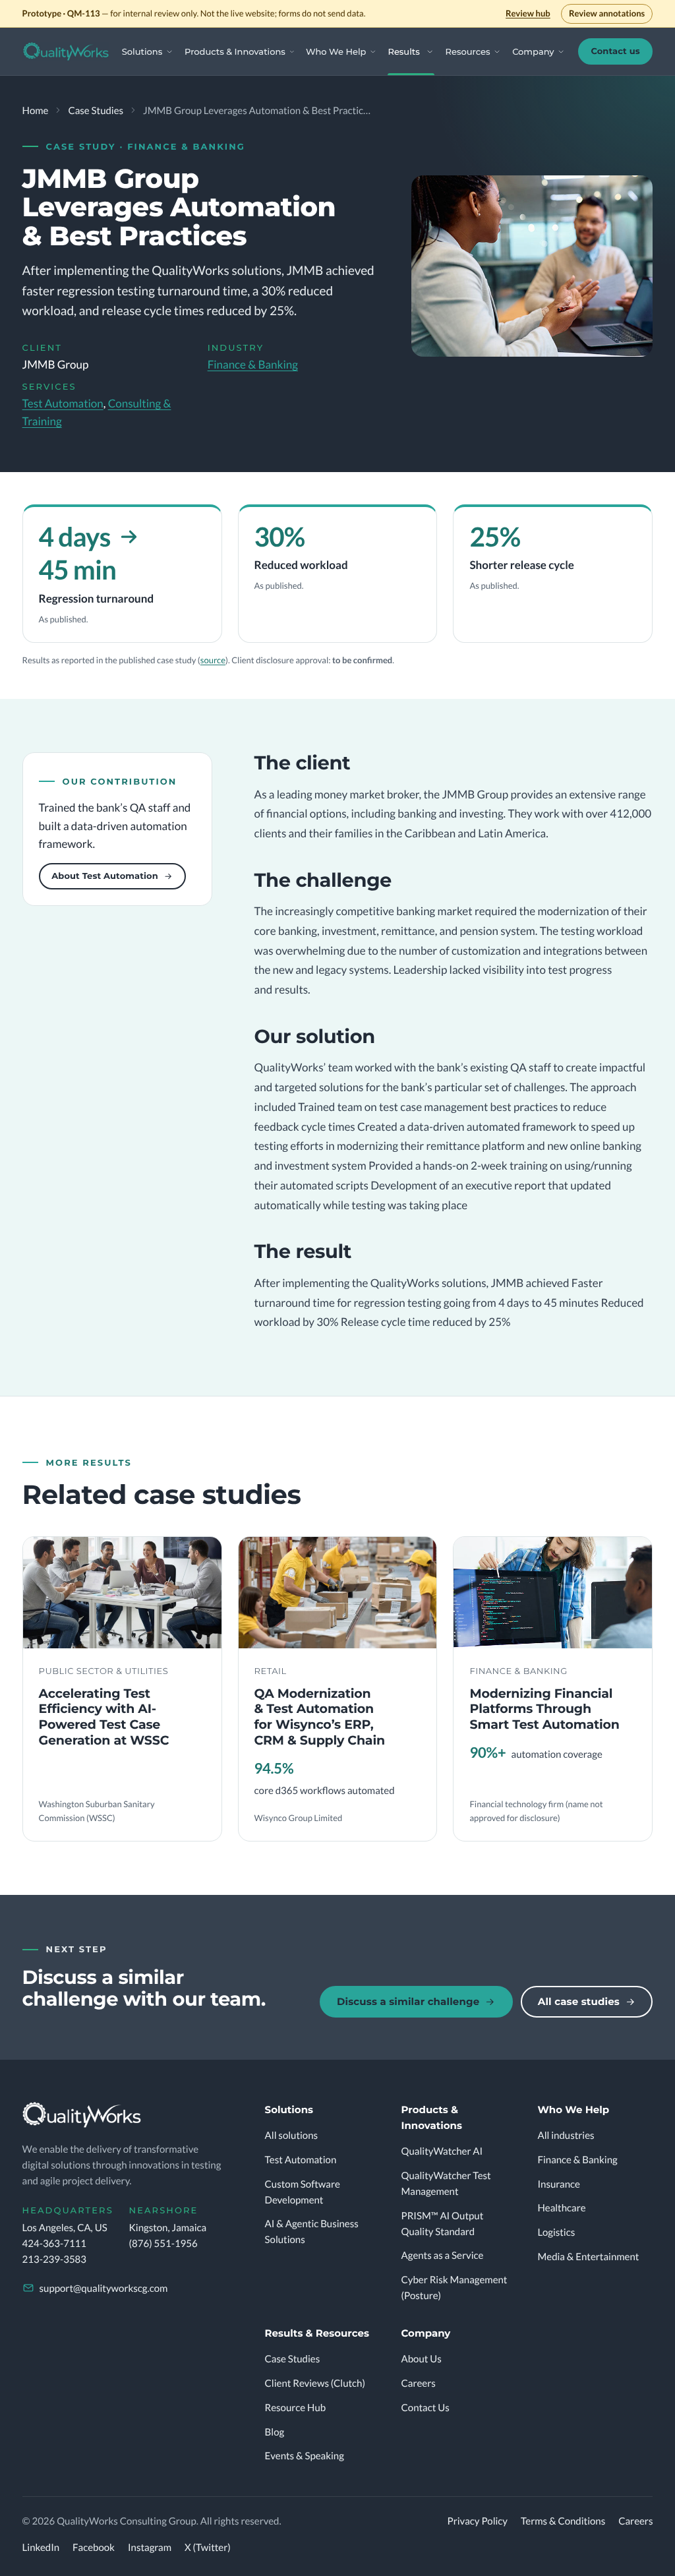 Prototype · QM-113 — for internal review only. Not the live website; forms do not send data.
Review hub
Review annotations
QualityWorks
Solutions
Products & Innovations
Who We Help
Results
Resources
Company
Contact us
Home
Case Studies
JMMB Group Leverages Automation & Best Practic...
CASE STUDY · FINANCE & BANKING
JMMB Group
Leverages Automation
& Best Practices
After implementing the QualityWorks solutions, JMMB achieved
faster regression testing turnaround time, a 30% reduced
workload, and release cycle times reduced by 25%.
CLIENT
JMMB Group
INDUSTRY
Finance & Banking
SERVICES
Test Automation, Consulting &
Training
4 days →
45 min
Regression turnaround
As published.
30%
Reduced workload
As published.
25%
Shorter release cycle
As published.
Results as reported in the published case study (source). Client disclosure approval: to be confirmed.
OUR CONTRIBUTION
Trained the bank’s QA staff and
built a data-driven automation
framework.
About Test Automation →
The client
As a leading money market broker, the JMMB Group provides an extensive range
of financial options, including banking and investing. They work with over 412,000
clients and their families in the Caribbean and Latin America.
The challenge
The increasingly competitive banking market required the modernization of their
core banking, investment, remittance, and pension system. The testing workload
was overwhelming due to the number of customization and integrations between
the new and legacy systems. Leadership lacked visibility into test progress
and results.
Our solution
QualityWorks’ team worked with the bank’s existing QA staff to create impactful
and targeted solutions for the bank’s particular set of challenges. The approach
included Trained team on test case management best practices to reduce
feedback cycle times Created a data-driven automated framework to speed up
testing efforts in modernizing their remittance platform and new online banking
and investment system Provided a hands-on 2-week training on using/running
their automated scripts Development of an executive report that updated
automatically while testing was taking place
The result
After implementing the QualityWorks solutions, JMMB achieved Faster
turnaround time for regression testing going from 4 days to 45 minutes Reduced
workload by 30% Release cycle time reduced by 25%
MORE RESULTS
Related case studies
PUBLIC SECTOR & UTILITIES
Accelerating Test
Efficiency with AI-
Powered Test Case
Generation at WSSC
Washington Suburban Sanitary
Commission (WSSC)
RETAIL
QA Modernization
& Test Automation
for Wisynco’s ERP,
CRM & Supply Chain
94.5%
core d365 workflows automated
Wisynco Group Limited
FINANCE & BANKING
Modernizing Financial
Platforms Through
Smart Test Automation
90%+ automation coverage
Financial technology firm (name not
approved for disclosure)
NEXT STEP
Discuss a similar
challenge with our team.
Discuss a similar challenge →
All case studies →
QualityWorks
We enable the delivery of transformative
digital solutions through innovations in testing
and agile project delivery.
HEADQUARTERS
Los Angeles, CA, US
424-363-7111
213-239-3583
NEARSHORE
Kingston, Jamaica
(876) 551-1956
support@qualityworkscg.com
Solutions
All solutions
Test Automation
Custom Software
Development
AI & Agentic Business
Solutions
Products &
Innovations
QualityWatcher AI
QualityWatcher Test
Management
PRISM™ AI Output
Quality Standard
Agents as a Service
Cyber Risk Management
(Posture)
Who We Help
All industries
Finance & Banking
Insurance
Healthcare
Logistics
Media & Entertainment
Results & Resources
Case Studies
Client Reviews (Clutch)
Resource Hub
Blog
Events & Speaking
Company
About Us
Careers
Contact Us
© 2026 QualityWorks Consulting Group. All rights reserved.
Privacy Policy
Terms & Conditions
Careers
LinkedIn
Facebook
Instagram
X (Twitter)